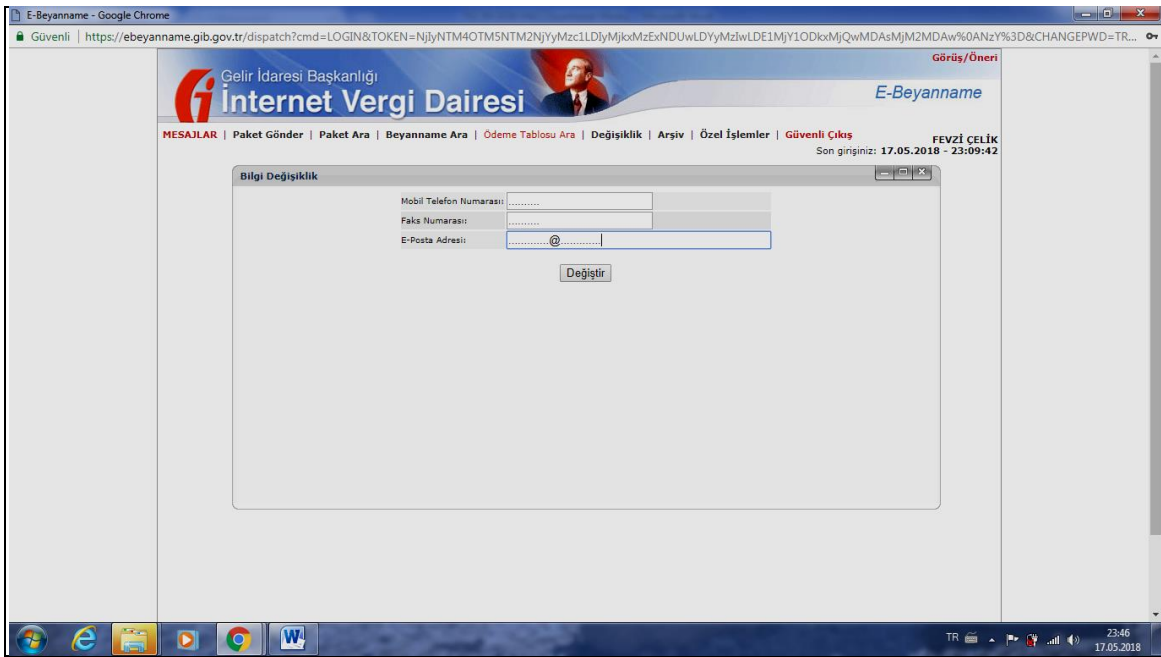 E-Beyanname - Google Chrome
Güvenli | https://ebeyanname.gib.gov.tr/dispatch?cmd=LOGIN&TOKEN=NjIyNTM4OTM5NTM2NjYyMzc1LDIyMjkxMzExNDUwLDYyMzIwLDE1MjY1ODkxMjQwMDAsMjM2MDAw%0ANzY%3D&CHANGEPWD=TR...
Görüş/Öneri
Gelir İdaresi Başkanlığı
İnternet Vergi Dairesi
E-Beyanname
MESAJLAR | Paket Gönder | Paket Ara | Beyanname Ara | Ödeme Tablosu Ara | Değişiklik | Arşiv | Özel İşlemler | Güvenli Çıkış
FEVZİ ÇELİK
Son girişiniz: 17.05.2018 - 23:09:42
Bilgi Değişiklik
Mobil Telefon Numarası: ..........
Faks Numarası: ..........
E-Posta Adresi: .............@.............
Değiştir
TR
23:46
17.05.2018